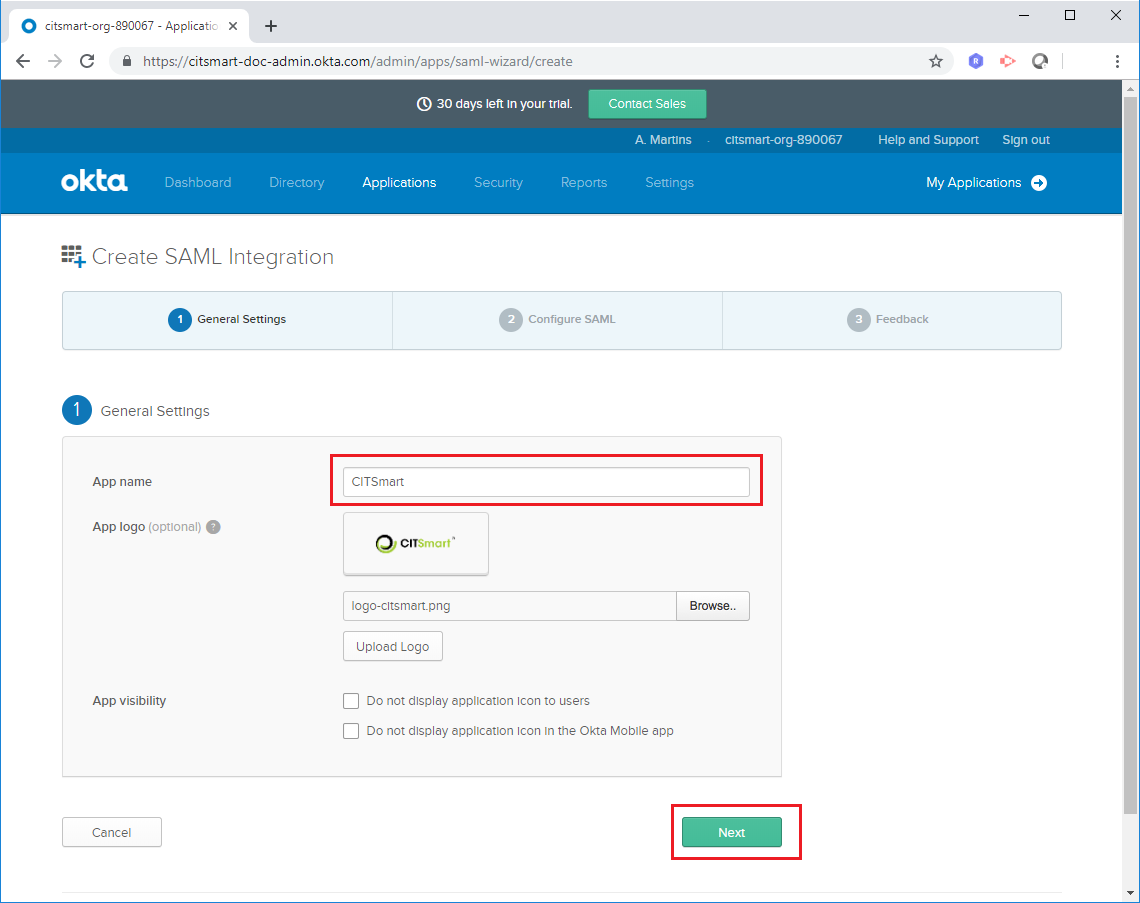 citsmart-org-890067 - Applicatio
https://citsmart-doc-admin.okta.com/admin/apps/saml-wizard/create
30 days left in your trial. Contact Sales
A. Martins . citsmart-org-890067 Help and Support Sign out
okta Dashboard Directory Applications Security Reports Settings My Applications
Create SAML Integration
1 General Settings 2 Configure SAML 3 Feedback
1 General Settings
App name CITSmart
App logo (optional) ? CITSmart
logo-citsmart.png Browse..
Upload Logo
App visibility Do not display application icon to users
Do not display application icon in the Okta Mobile app
Cancel Next